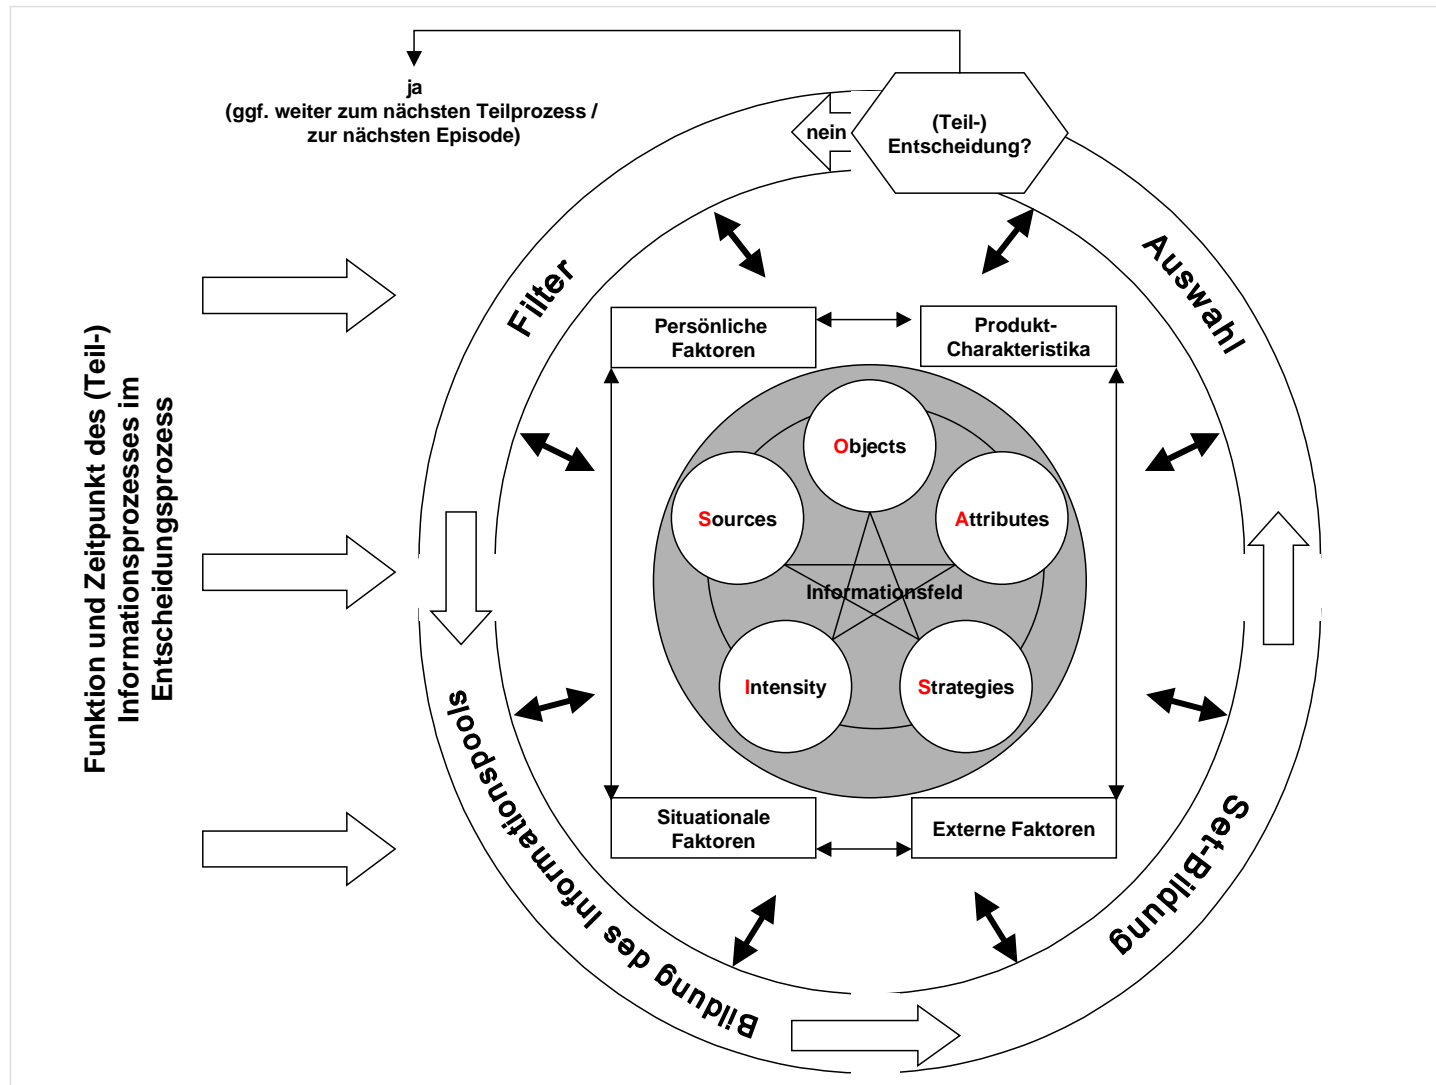 ja
(ggf. weiter zum nächsten Teilprozess /
zur nächsten Episode)
nein
(Teil-)
Entscheidung?
Filter
Auswahl
Funktion und Zeitpunkt des (Teil-)
Informationsprozesses im
Entscheidungsprozess
Persönliche
Faktoren
Produkt-
Charakteristika
Objects
Sources
Attributes
Informationsfeld
Intensity
Strategies
Situationale
Faktoren
Externe Faktoren
Bildung des Informationspools
Set-Bildung